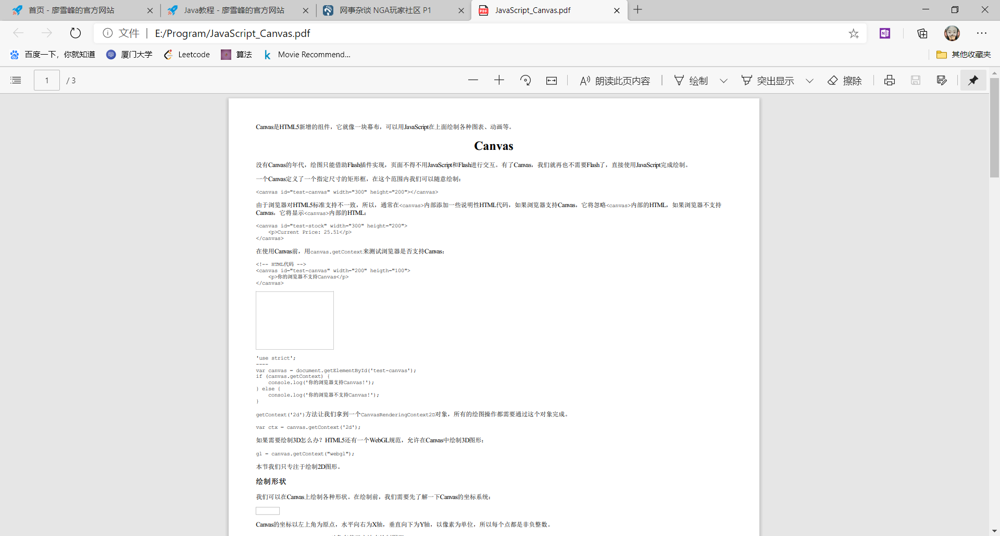 首页 - 廖雪峰的官方网站
Java教程 - 廖雪峰的官方网站
网事杂谈 NGA玩家社区 P1
JavaScript_Canvas.pdf
文件 | E:/Program/JavaScript_Canvas.pdf
百度一下，你就知道
厦门大学
Leetcode
算法
Movie Recommend...
其他收藏夹
1 / 3
朗读此页内容
绘制
突出显示
擦除
Canvas是HTML5新增的组件，它就像一块幕布，可以用JavaScript在上面绘制各种图表、动画等。
Canvas
没有Canvas的年代，绘图只能借助Flash插件实现，页面不得不用JavaScript和Flash进行交互。有了Canvas，我们就再也不需要Flash了，直接使用JavaScript完成绘制。
一个Canvas定义了一个指定尺寸的矩形框，在这个范围内我们可以随意绘制：
<canvas id="test-canvas" width="300" height="200"></canvas>
由于浏览器对HTML5标准支持不一致，所以，通常在<canvas>内部添加一些说明性HTML代码，如果浏览器支持Canvas，它将忽略<canvas>内部的HTML，如果浏览器不支持
Canvas，它将显示<canvas>内部的HTML：
<canvas id="test-stock" width="300" height="200">
    <p>Current Price: 25.51</p>
</canvas>
在使用Canvas前，用canvas.getContext来测试浏览器是否支持Canvas：
<!-- HTML代码 -->
<canvas id="test-canvas" width="200" heigth="100">
    <p>你的浏览器不支持Canvas</p>
</canvas>
'use strict';
----
var canvas = document.getElementById('test-canvas');
if (canvas.getContext) {
    console.log('你的浏览器支持Canvas!');
} else {
    console.log('你的浏览器不支持Canvas!');
}
getContext('2d')方法让我们拿到一个CanvasRenderingContext2D对象，所有的绘图操作都需要通过这个对象完成。
var ctx = canvas.getContext('2d');
如果需要绘制3D怎么办？HTML5还有一个WebGL规范，允许在Canvas中绘制3D图形：
gl = canvas.getContext("webgl");
本节我们只专注于绘制2D图形。
绘制形状
我们可以在Canvas上绘制各种形状。在绘制前，我们需要先了解一下Canvas的坐标系统：
Canvas的坐标以左上角为原点，水平向右为X轴，垂直向下为Y轴，以像素为单位，所以每个点都是非负整数。